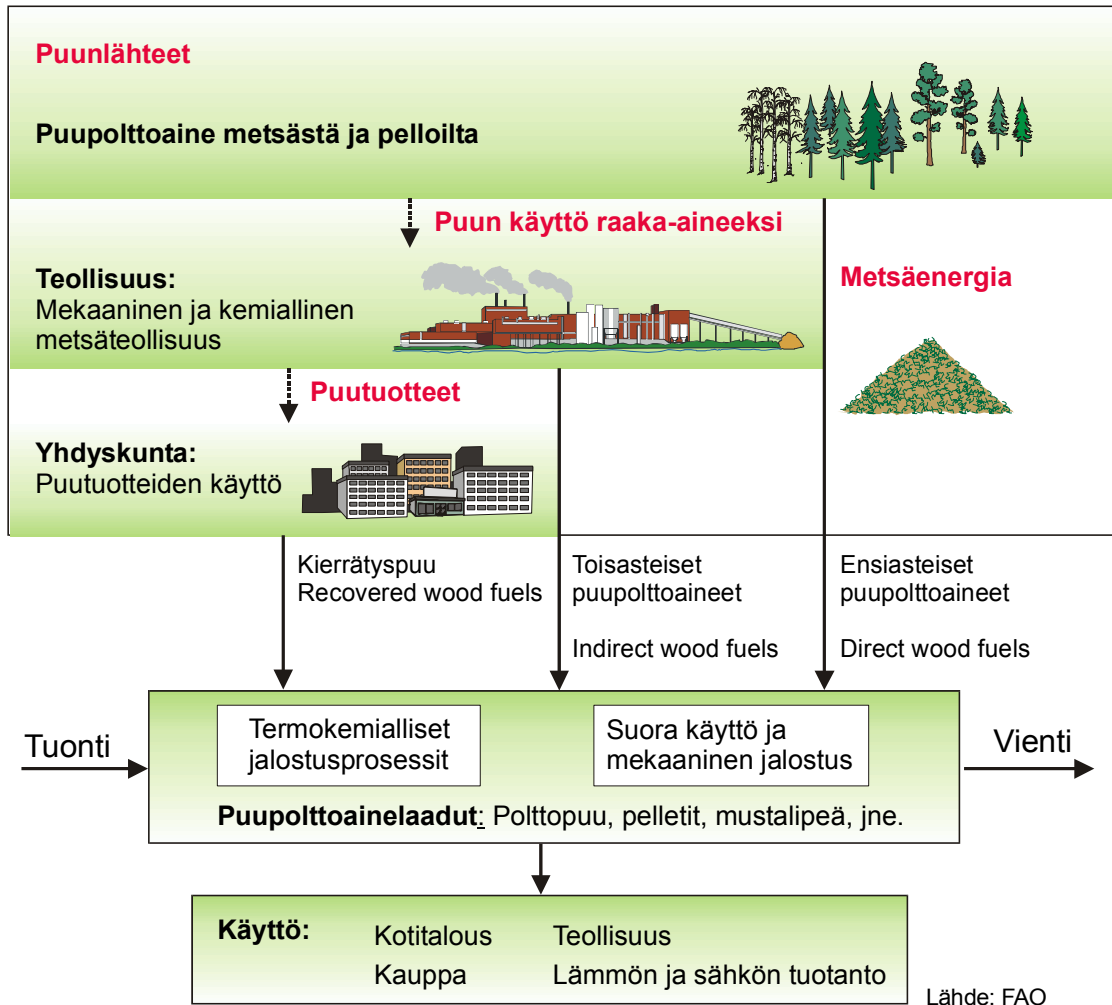 Puunlähteet
Puupolttoaine metsästä ja pelloilta
Puun käyttö raaka-aineeksi
Teollisuus:
Mekaaninen ja kemiallinen
metsäteollisuus
Metsäenergia
Puutuotteet
Yhdyskunta:
Puutuotteiden käyttö
Kierrätyspuu
Recovered wood fuels
Toisasteiset
puupolttoaineet
Indirect wood fuels
Ensiasteiset
puupolttoaineet
Direct wood fuels
Tuonti
Termokemialliset
jalostusprosessit
Suora käyttö ja
mekaaninen jalostus
Vienti
Puupolttoainelaadut: Polttopuu, pelletit, mustalipeä, jne.
Käyttö: Kotitalous Teollisuus
Kauppa Lämmön ja sähkön tuotanto
Lähde: FAO